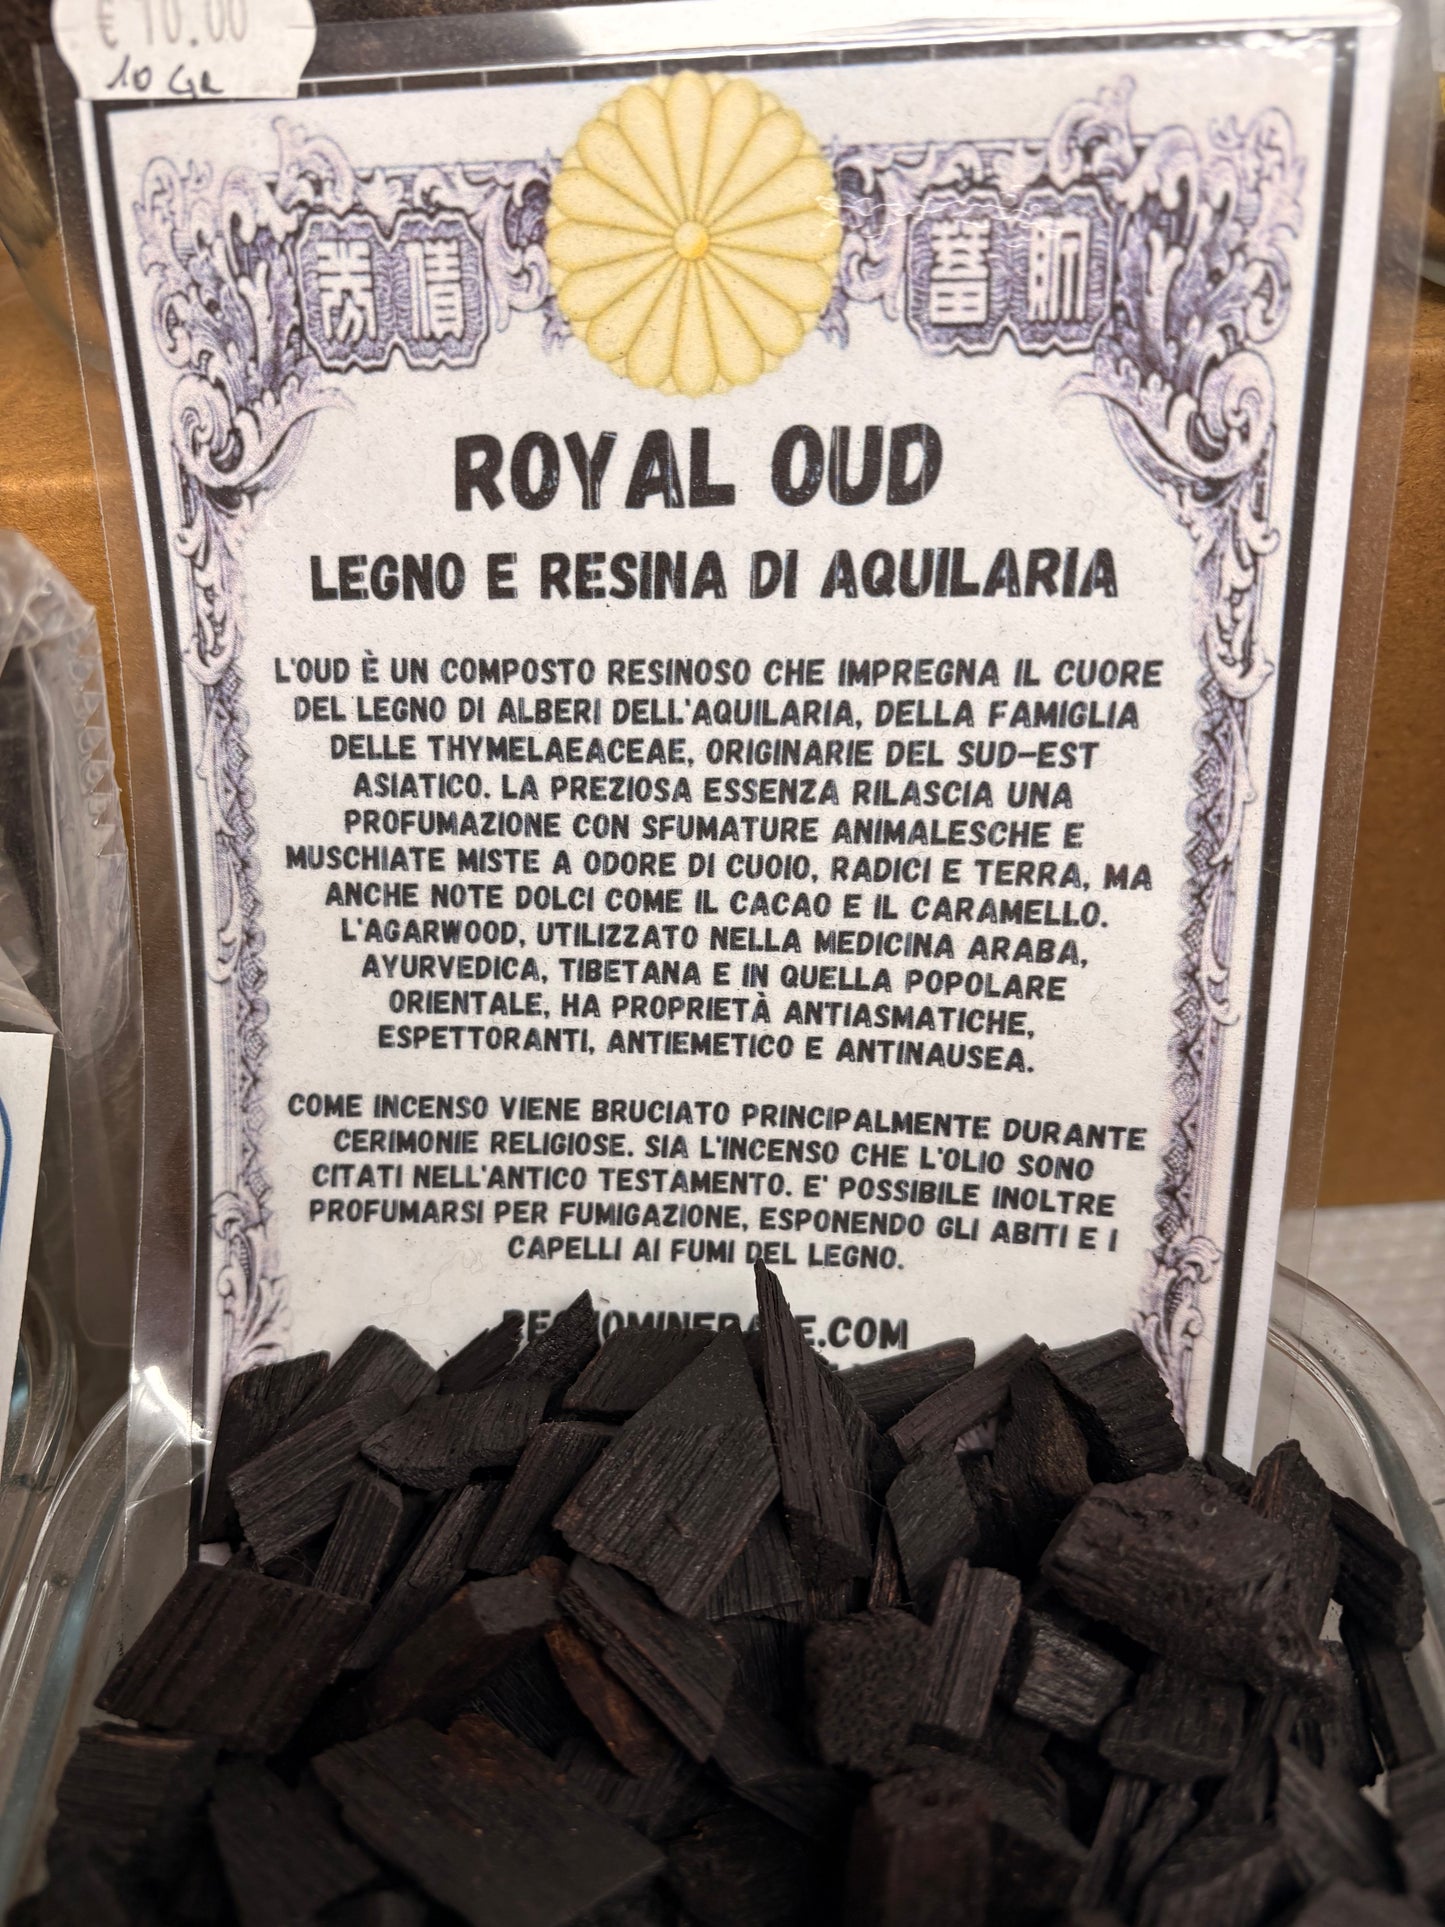 € 10.00
10 GR
ROYAL OUD
LEGNO E RESINA DI AQUILARIA
L'OUD È UN COMPOSTO RESINOSO CHE IMPREGNA IL CUORE
DEL LEGNO DI ALBERI DELL'AQUILARIA, DELLA FAMIGLIA
DELLE THYMELAEACEAE, ORIGINARIE DEL SUD-EST
ASIATICO. LA PREZIOSA ESSENZA RILASCIA UNA
PROFUMAZIONE CON SFUMATURE ANIMALESCHE E
MUSCHIATE MISTE A ODORE DI CUOIO, RADICI E TERRA, MA
ANCHE NOTE DOLCI COME IL CACAO E IL CARAMELLO.
L'AGARWOOD, UTILIZZATO NELLA MEDICINA ARABA,
AYURVEDICA, TIBETANA E IN QUELLA POPOLARE
ORIENTALE, HA PROPRIETÀ ANTIASMATICHE,
ESPETTORANTI, ANTIEMETICO E ANTINAUSEA.
COME INCENSO VIENE BRUCIATO PRINCIPALMENTE DURANTE
CERIMONIE RELIGIOSE. SIA L'INCENSO CHE L'OLIO SONO
CITATI NELL'ANTICO TESTAMENTO. E' POSSIBILE INOLTRE
PROFUMARSI PER FUMIGAZIONE, ESPONENDO GLI ABITI E I
CAPELLI AI FUMI DEL LEGNO.